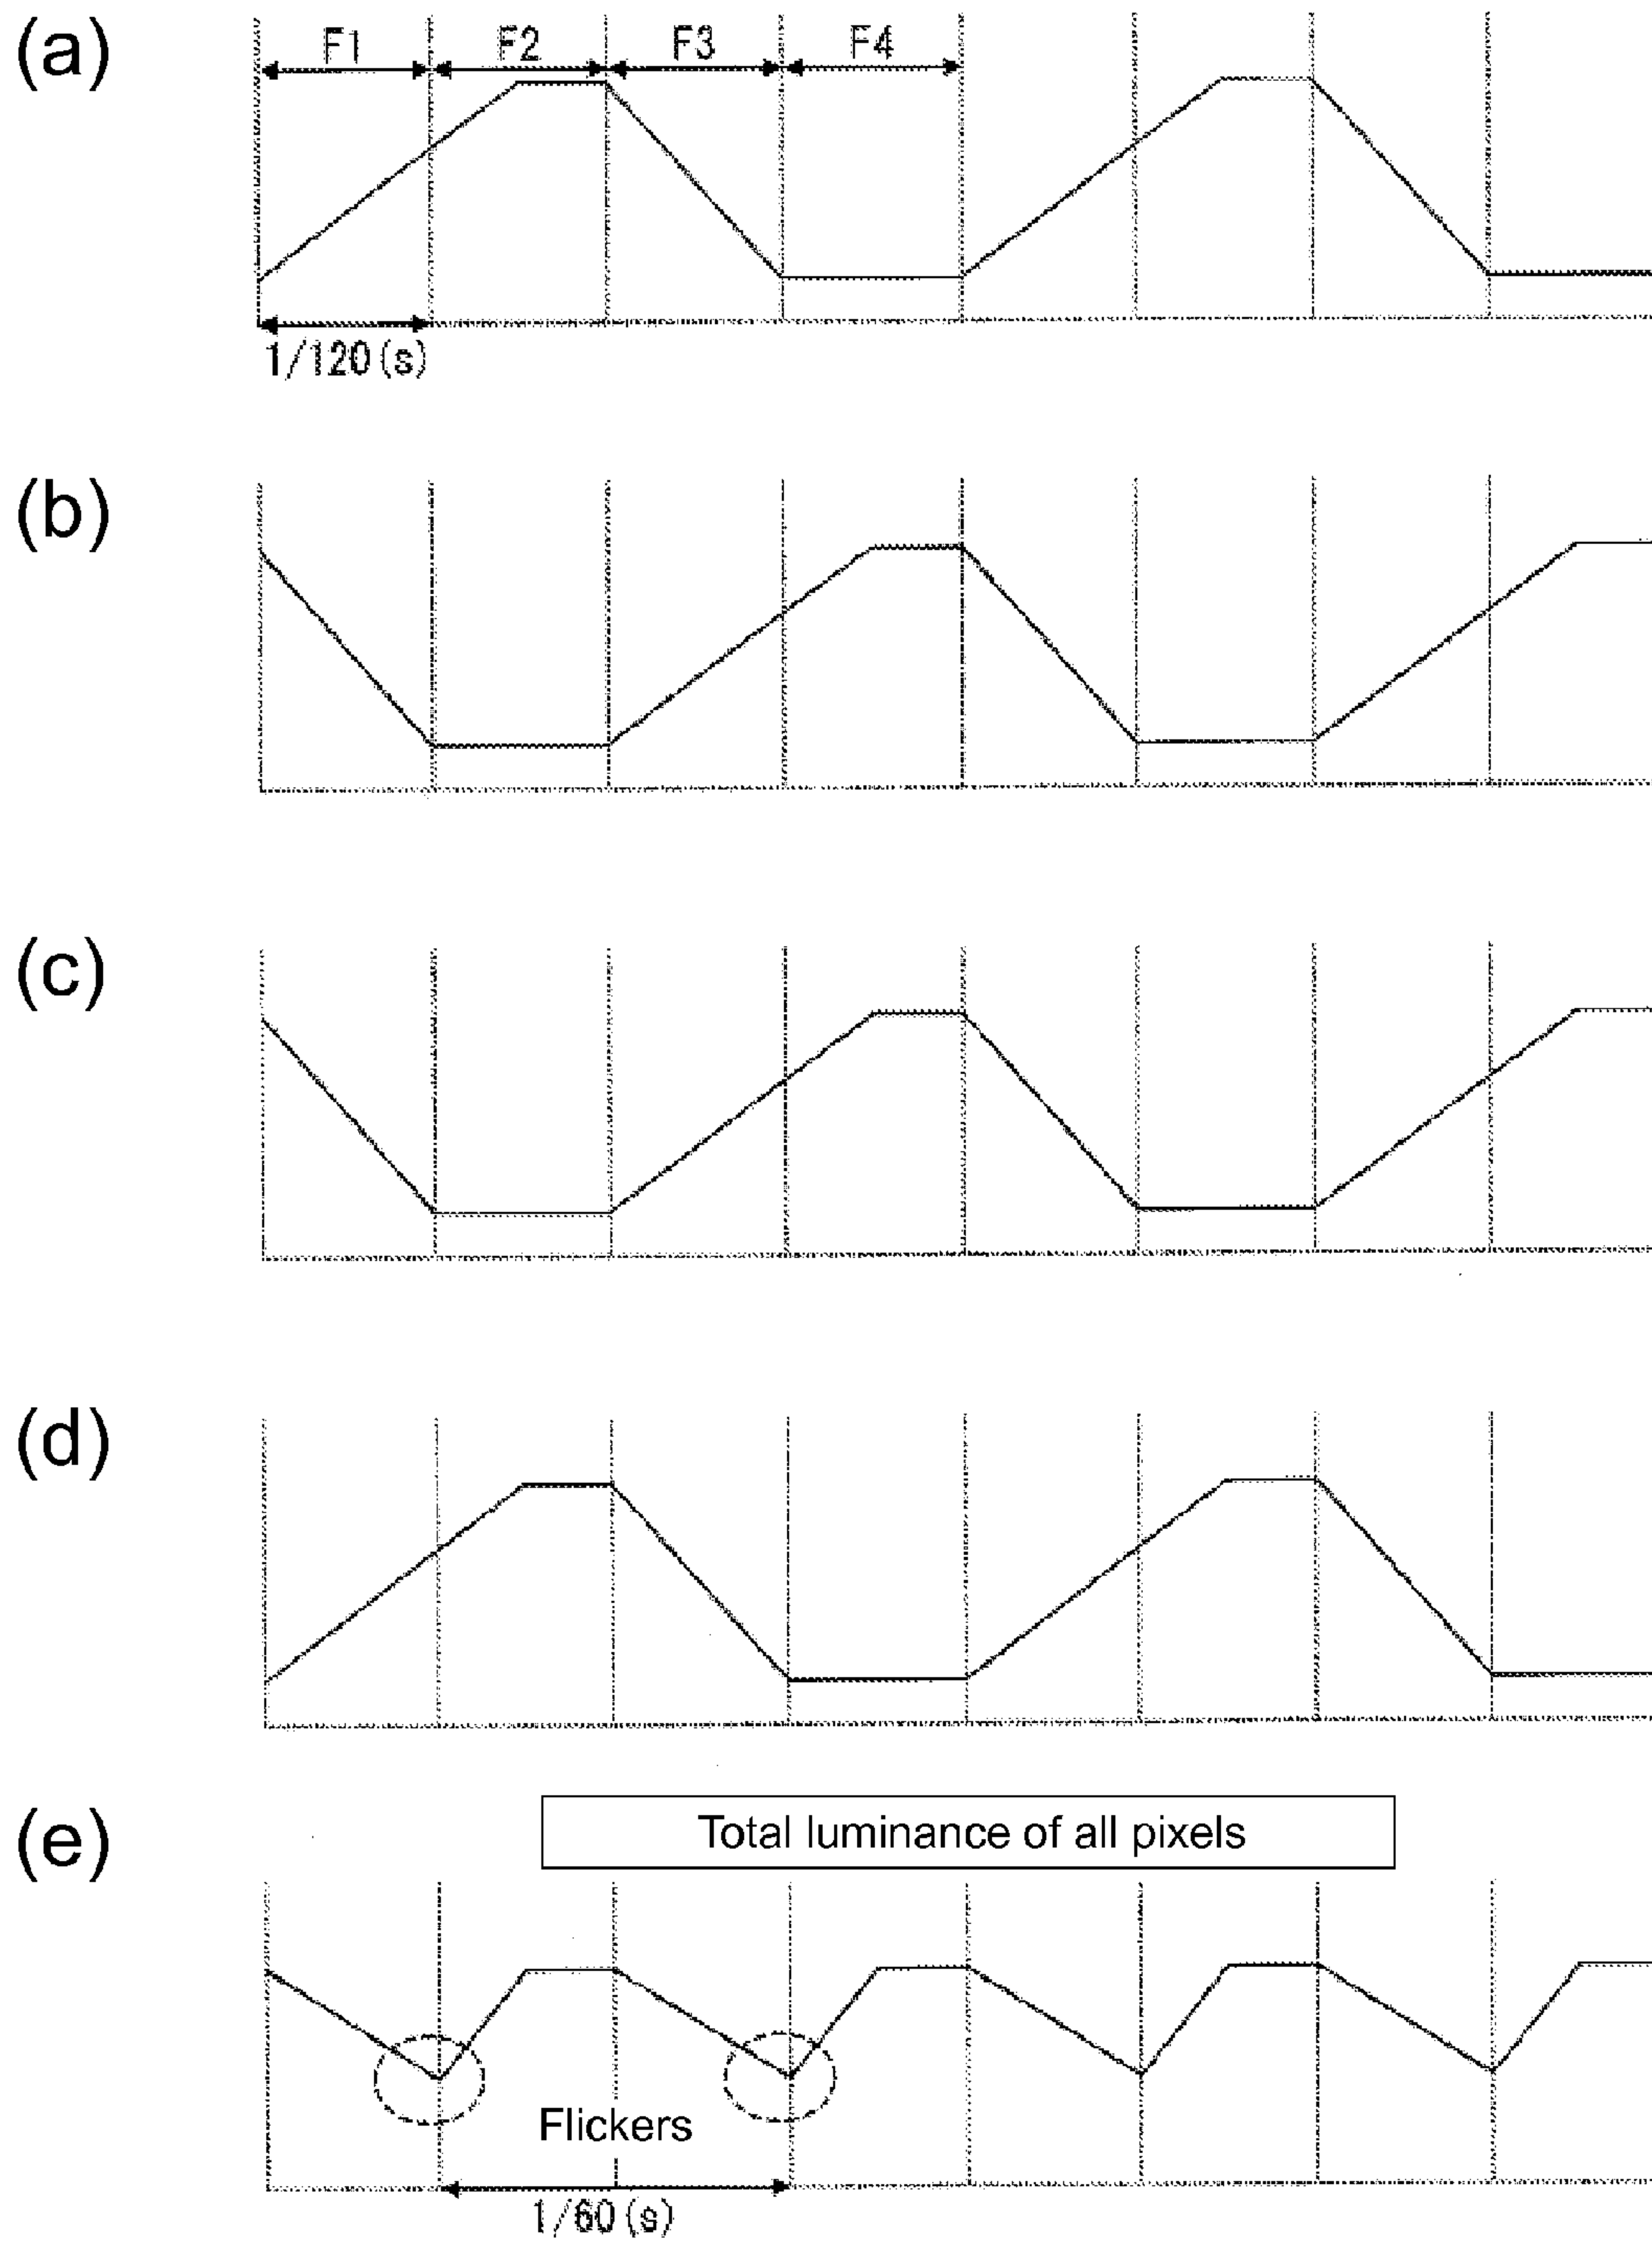 (a)
F1 F2 F3 F4
1/120(s)
(b)
(c)
(d)
(e)
Total luminance of all pixels
Flickers
1/60(s)